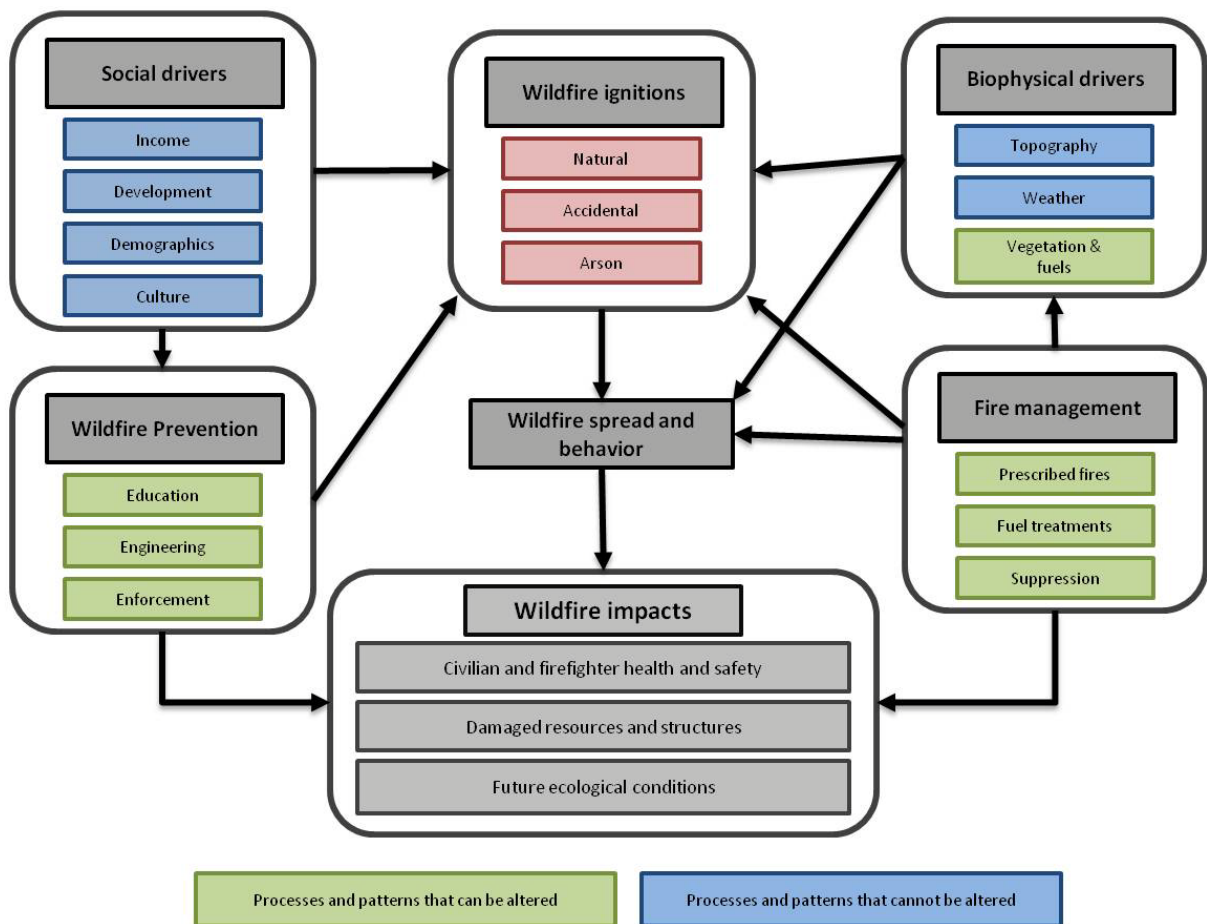 Social drivers
Income
Development
Demographics
Culture
Wildfire ignitions
Natural
Accidental
Arson
Biophysical drivers
Topography
Weather
Vegetation &
fuels
Wildfire Prevention
Education
Engineering
Enforcement
Wildfire spread and
behavior
Fire management
Prescribed fires
Fuel treatments
Suppression
Wildfire impacts
Civilian and firefighter health and safety
Damaged resources and structures
Future ecological conditions
Processes and patterns that can be altered
Processes and patterns that cannot be altered